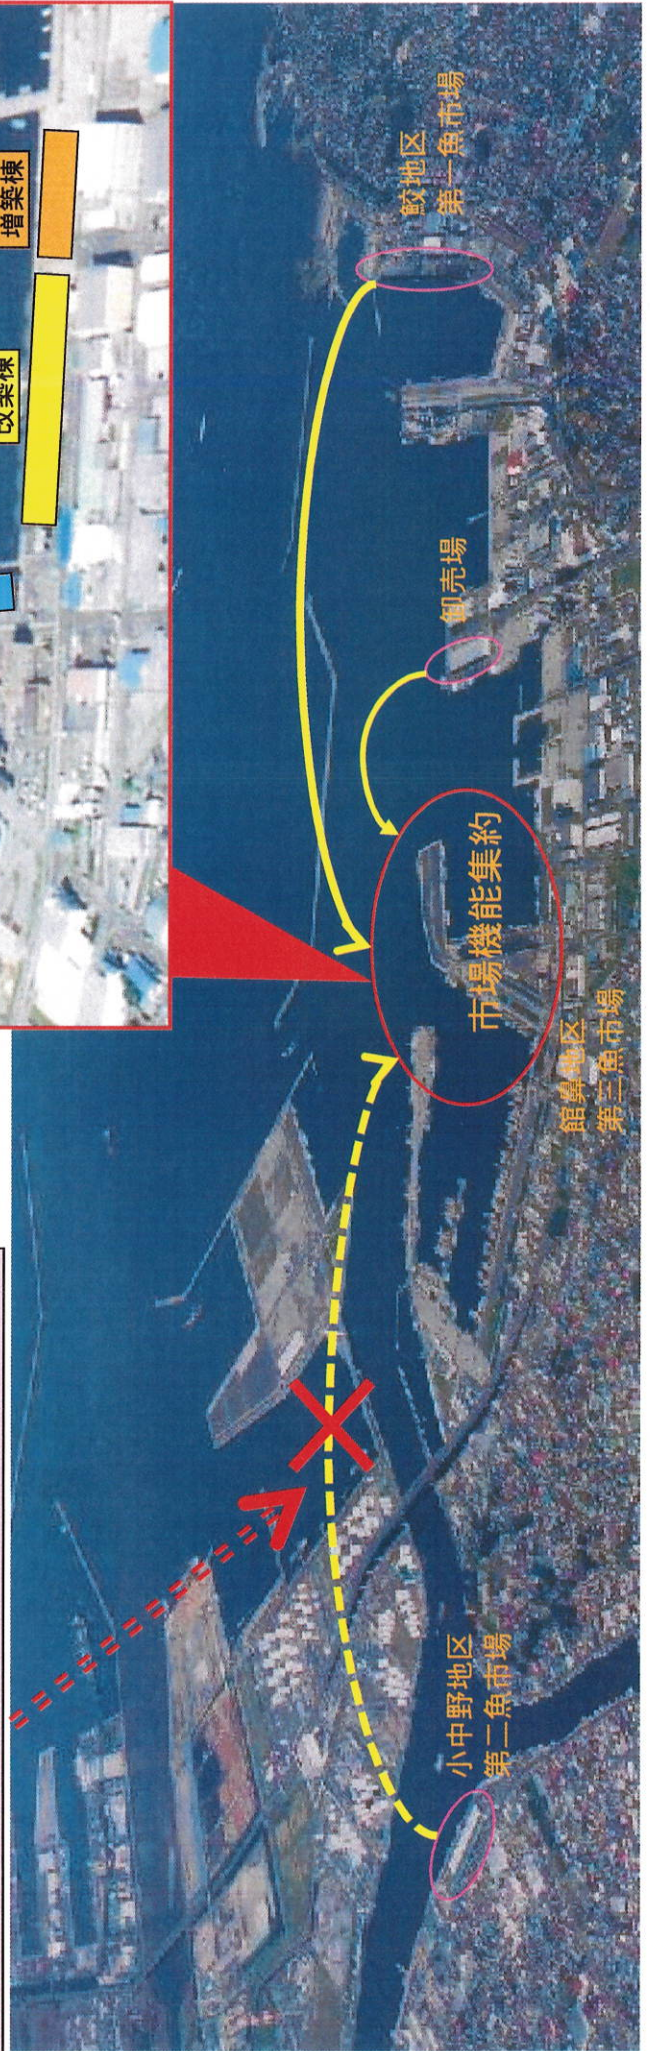 改築棟
増築棟
小中野地区
第二魚市場
館鼻地区
第三魚市場
市場機能集約
卸売場
鮫地区
第一魚市場